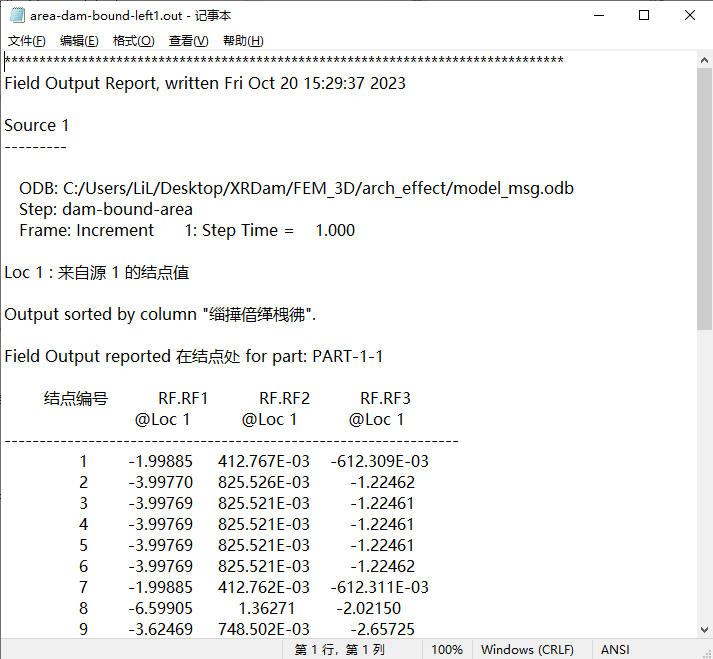 area-dam-bound-left1.out - 记事本
文件(F) 编辑(E) 格式(O) 查看(V) 帮助(H)
********************************************************************************
Field Output Report, written Fri Oct 20 15:29:37 2023
Source 1
---------
ODB: C:/Users/LiL/Desktop/XRDam/FEM_3D/arch_effect/model_msg.odb
Step: dam-bound-area
Frame: Increment 1: Step Time = 1.000
Loc 1 : 来自源 1 的结点值
Output sorted by column "缁撶偣缂栧彿".
Field Output reported 在结点处 for part: PART-1-1
结点编号 RF.RF1 RF.RF2 RF.RF3
@Loc 1 @Loc 1 @Loc 1
-----------------------------------------------------------------
1 -1.99885 412.767E-03 -612.309E-03
2 -3.99770 825.526E-03 -1.22462
3 -3.99769 825.521E-03 -1.22461
4 -3.99769 825.521E-03 -1.22461
5 -3.99769 825.521E-03 -1.22461
6 -3.99769 825.521E-03 -1.22462
7 -1.99885 412.762E-03 -612.311E-03
8 -6.59905 1.36271 -2.02150
9 -3.62469 748.502E-03 -2.65725
第 1 行，第 1 列 100% Windows (CRLF) ANSI